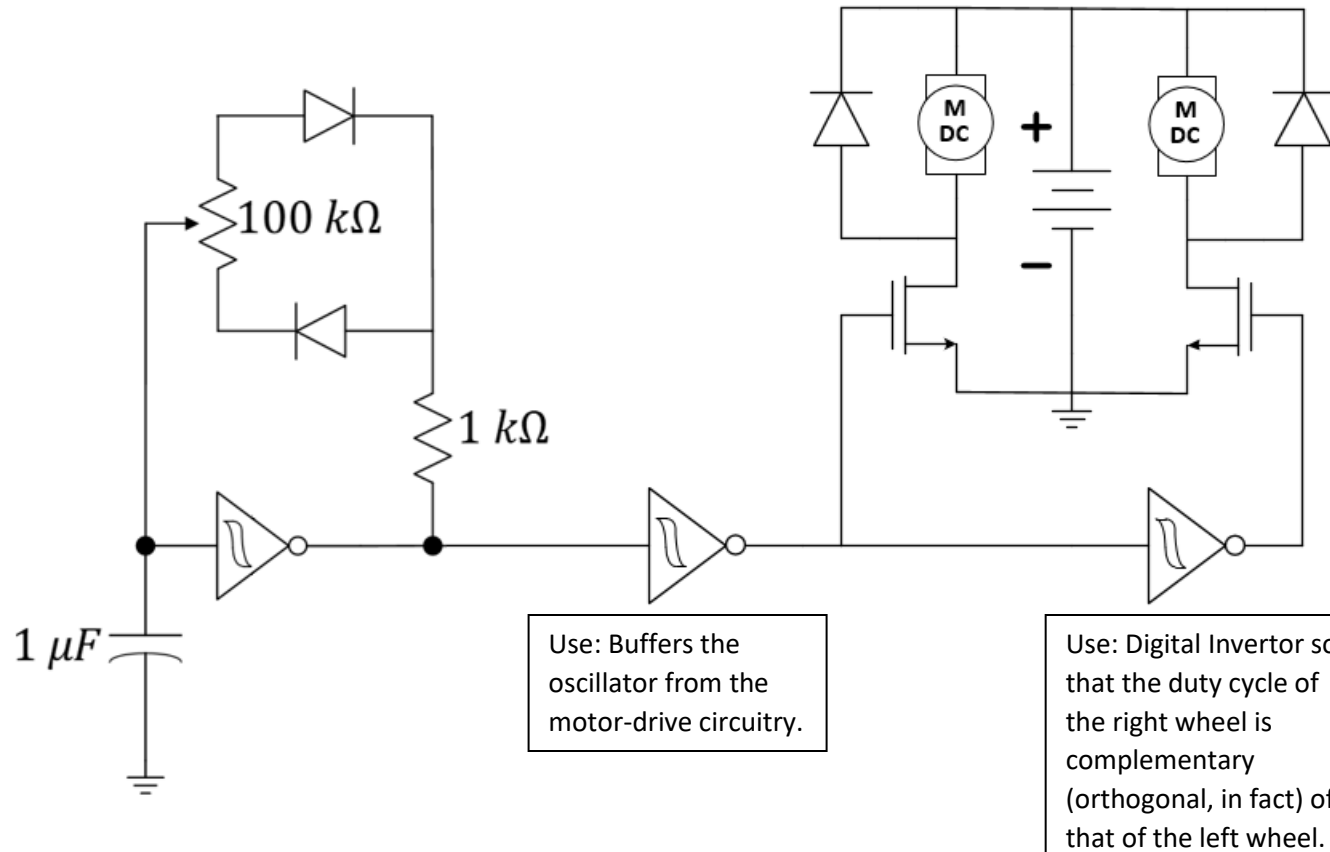 M
DC
+
M
DC
100 kΩ
−
1 kΩ
1 μF
Use: Buffers the
oscillator from the
motor-drive circuitry.
Use: Digital Invertor so
that the duty cycle of
the right wheel is
complementary
(orthogonal, in fact) of
that of the left wheel.